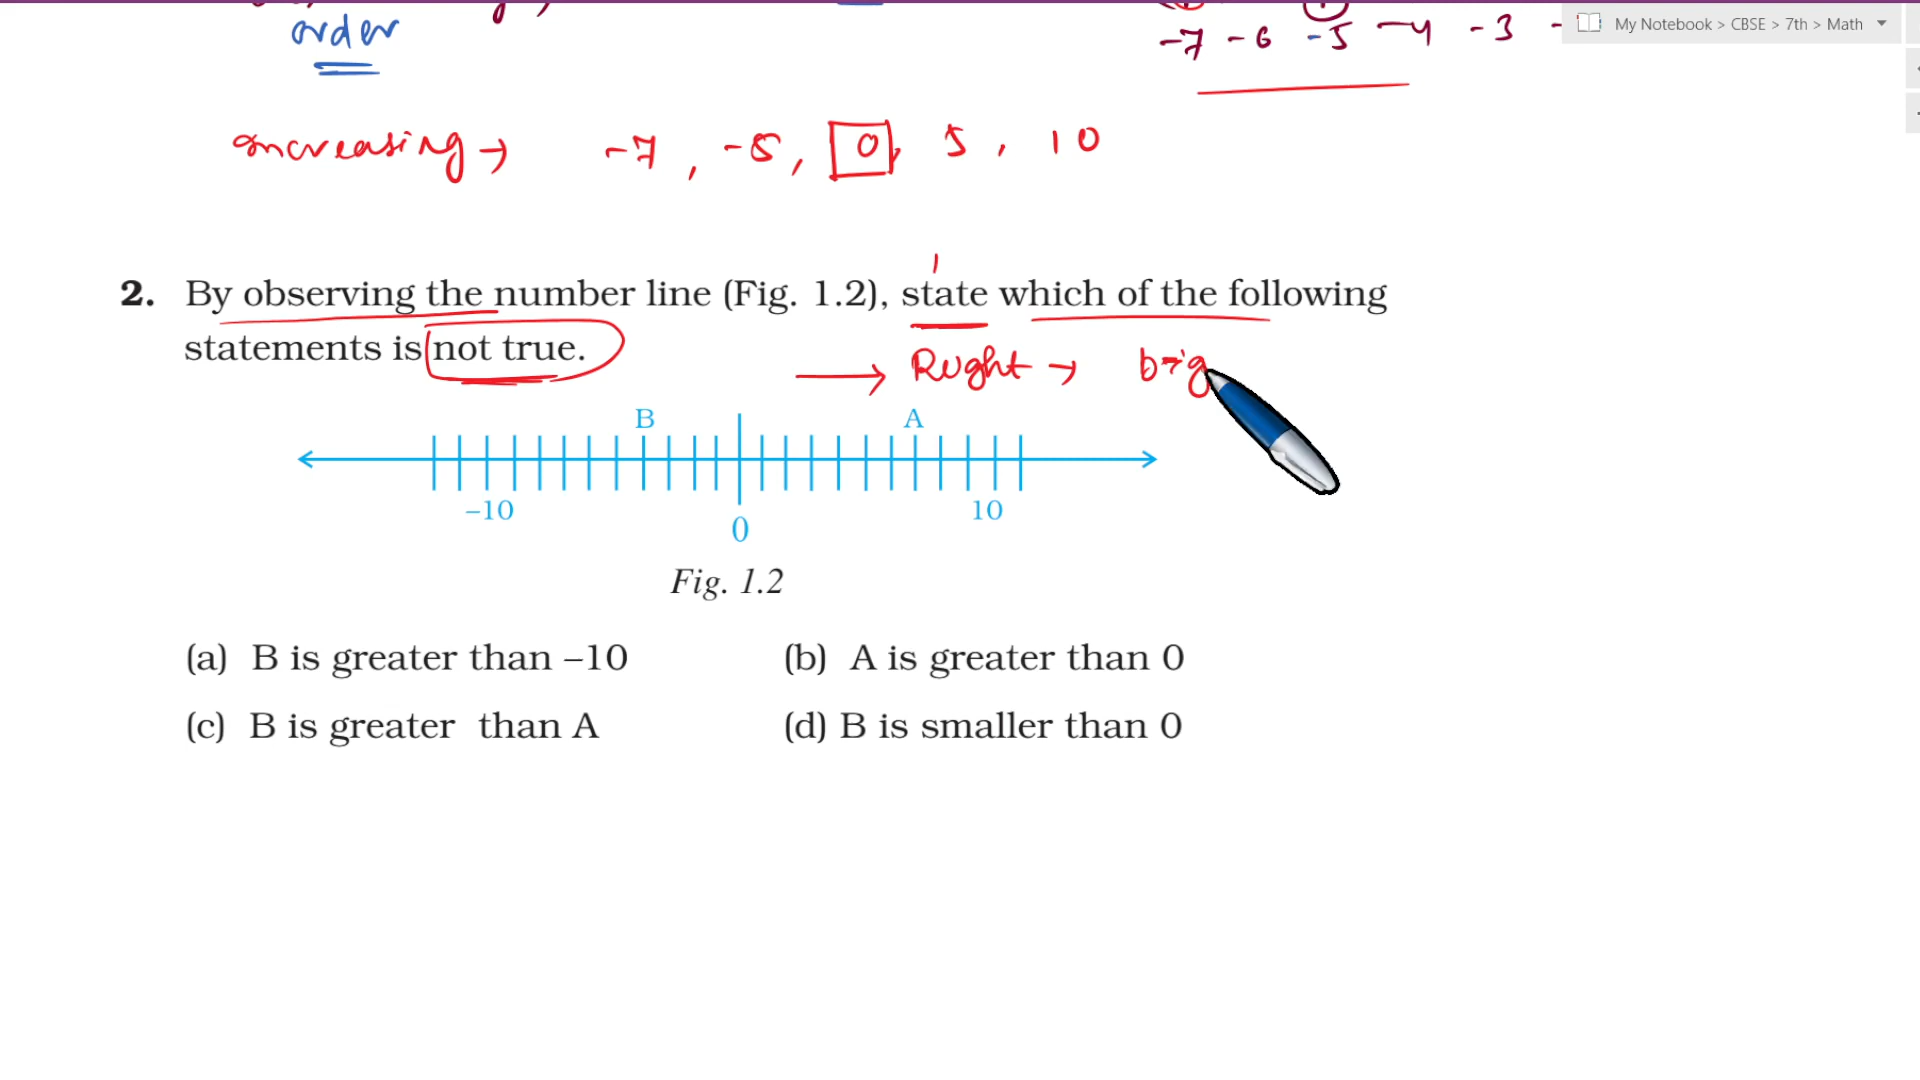 order
-7 -6 -5 -4 -3 -
My Notebook > CBSE > 7th > Math
increasing → -7, -5, 0, 5, 10
2. By observing the number line (Fig. 1.2), state which of the following
statements is not true.
→ Right → big
B A
–10 0 10
Fig. 1.2
(a) B is greater than –10 (b) A is greater than 0
(c) B is greater than A (d) B is smaller than 0